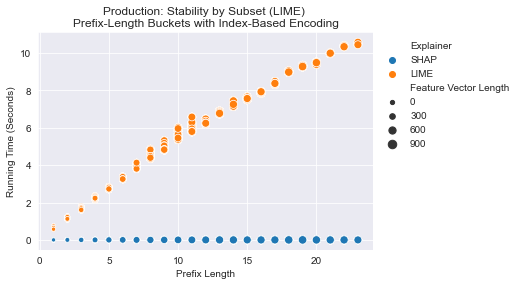 Production: Stability by Subset (LIME)
Prefix-Length Buckets with Index-Based Encoding
Running Time (Seconds)
10
8
6
4
2
0
0
5
10
15
20
Prefix Length
Explainer
SHAP
LIME
Feature Vector Length
0
300
600
900